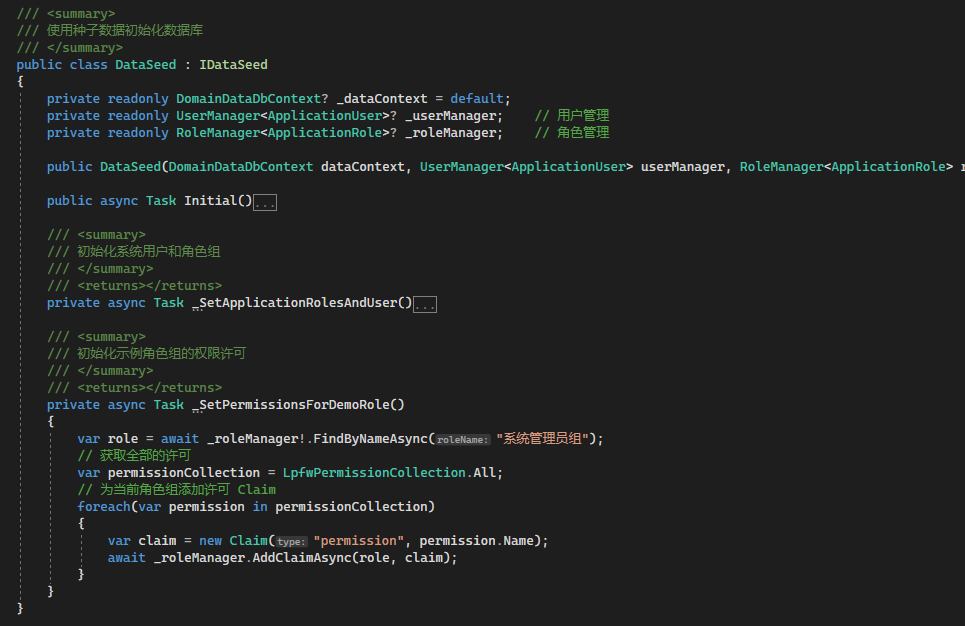 /// <summary>
/// 使用种子数据初始化数据库
/// </summary>
public class DataSeed : IDataSeed
{
    private readonly DomainDataDbContext? _dataContext = default;
    private readonly UserManager<ApplicationUser>? _userManager;    // 用户管理
    private readonly RoleManager<ApplicationRole>? _roleManager;    // 角色管理
    public DataSeed(DomainDataDbContext dataContext, UserManager<ApplicationUser> userManager, RoleManager<ApplicationRole>
    public async Task Initial()...
    /// <summary>
    /// 初始化系统用户和角色组
    /// </summary>
    /// <returns></returns>
    private async Task _SetApplicationRolesAndUser()...
    /// <summary>
    /// 初始化示例角色组的权限许可
    /// </summary>
    /// <returns></returns>
    private async Task _SetPermissionsForDemoRole()
    {
        var role = await _roleManager!.FindByNameAsync(roleName: "系统管理员组");
        // 获取全部的许可
        var permissionCollection = LpfwPermissionCollection.All;
        // 为当前角色组添加许可 Claim
        foreach(var permission in permissionCollection)
        {
            var claim = new Claim(type: "permission", permission.Name);
            await _roleManager.AddClaimAsync(role, claim);
        }
    }
}